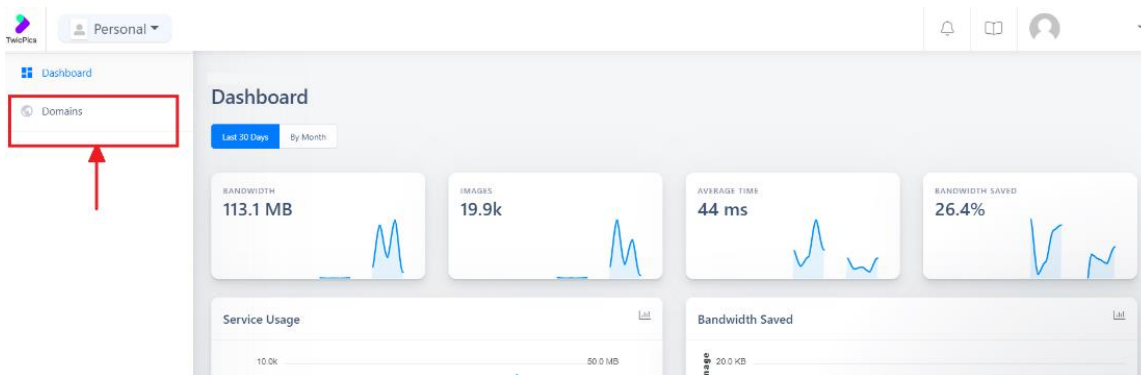 TwicPics
Personal
Dashboard
Domains
Dashboard
Last 30 Days
By Month
BANDWIDTH
113.1 MB
IMAGES
19.9k
AVERAGE TIME
44 ms
BANDWIDTH SAVED
26.4%
Service Usage
10.0k
50.0 MB
Bandwidth Saved
20.0 KB